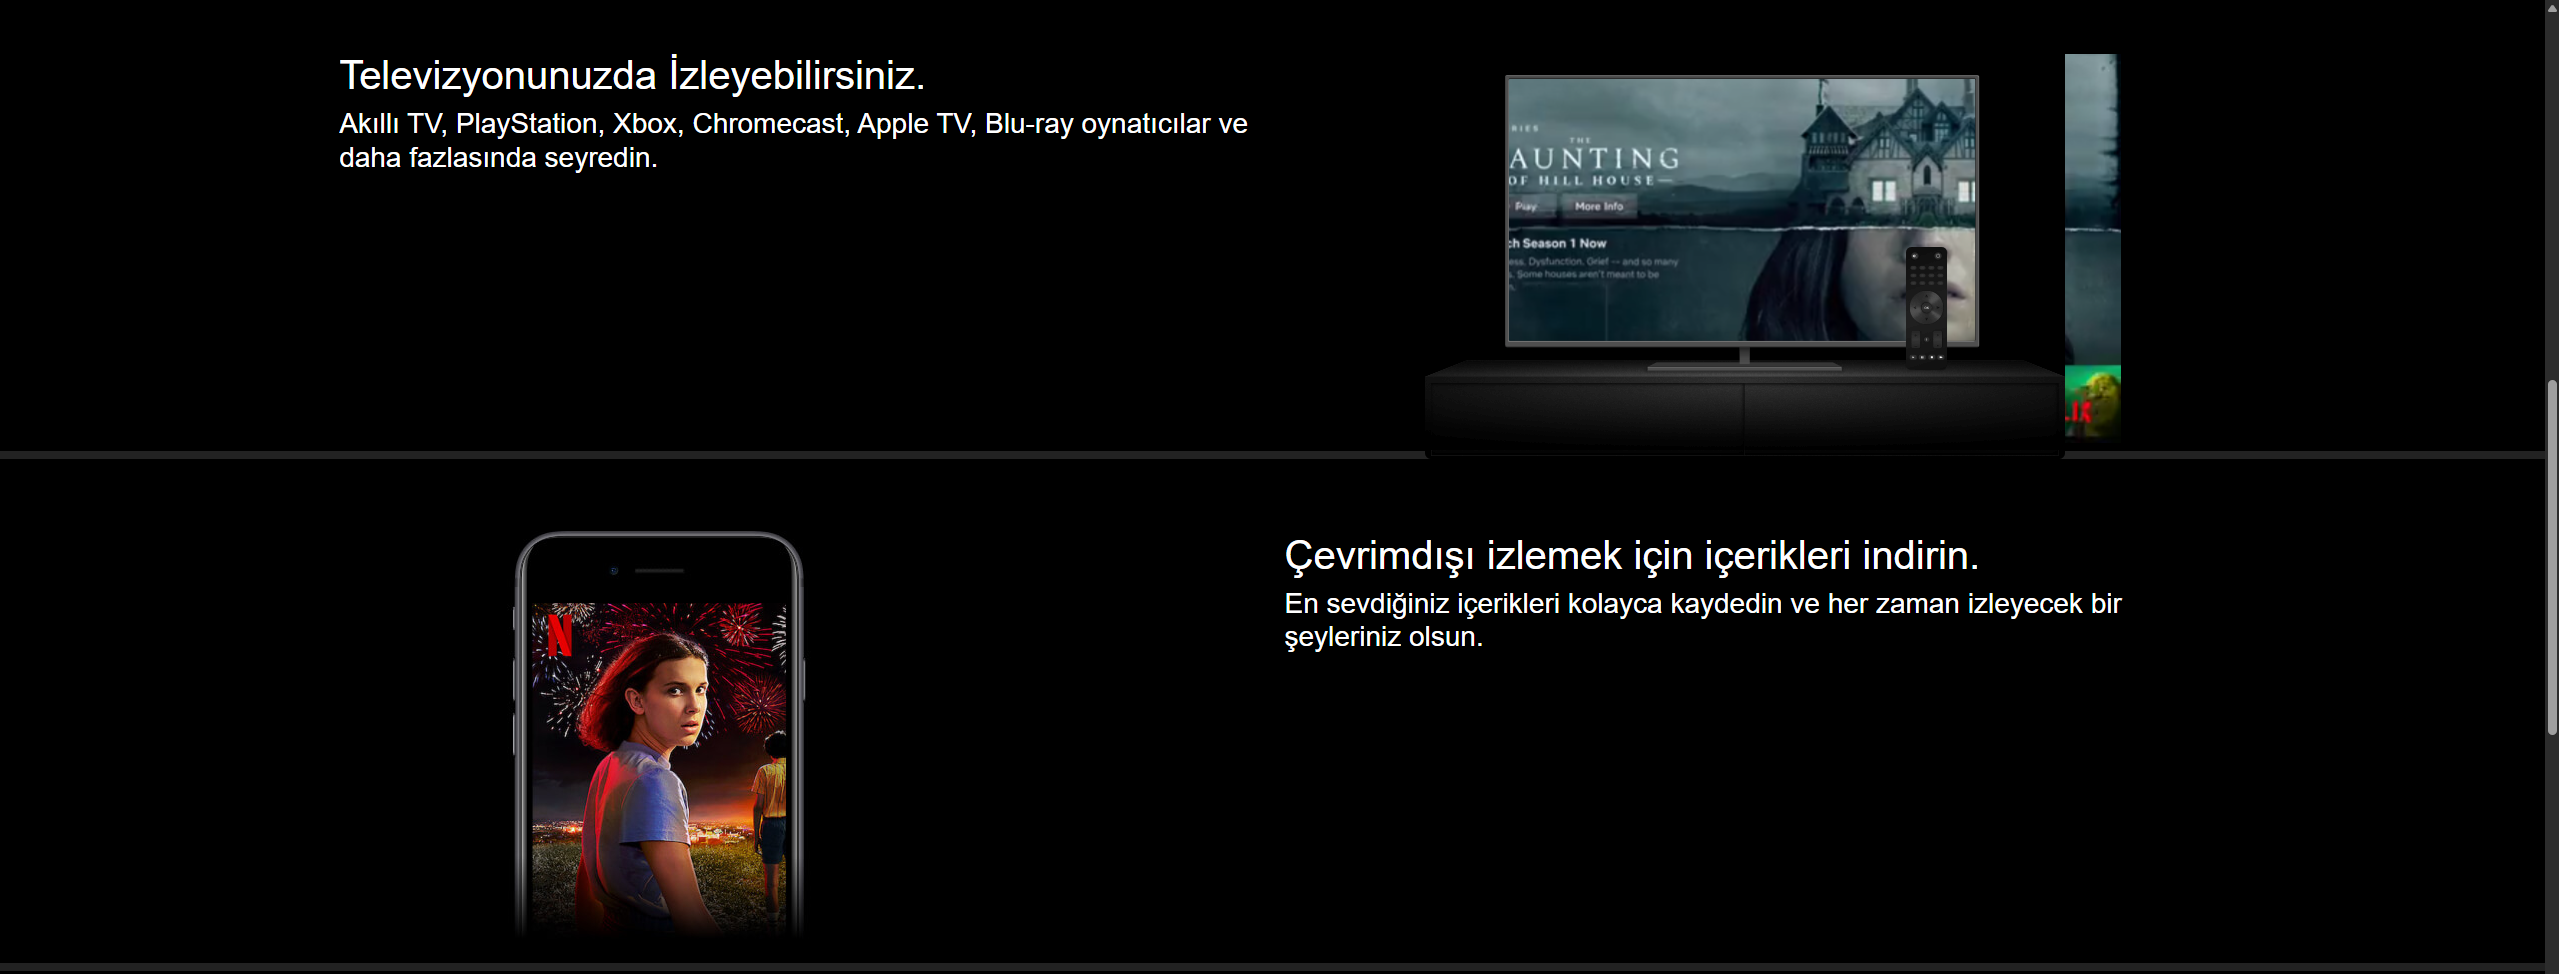 Televizyonunuzda İzleyebilirsiniz.
Akıllı TV, PlayStation, Xbox, Chromecast, Apple TV, Blu-ray oynatıcılar ve
daha fazlasında seyredin.
RIES
THE
AUNTING
OF HILL HOUSE
Play More Info
ch Season 1 Now
ess. Dysfunction. Grief -- and so many
s. Some houses aren't meant to be
Çevrimdışı izlemek için içerikleri indirin.
En sevdiğiniz içerikleri kolayca kaydedin ve her zaman izleyecek bir
şeyleriniz olsun.
N